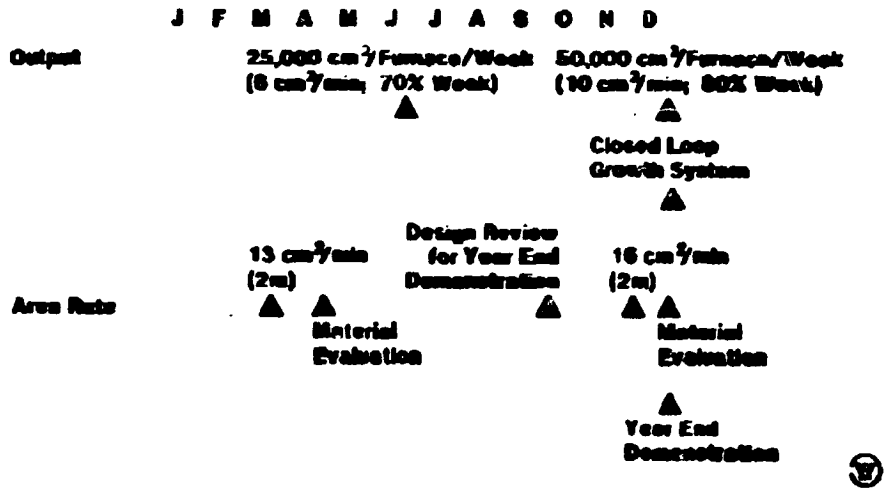 J F M A M J J A S O N D
Output
25,000 cm²/Furnace/Week
(6 cm²/min; 70% Week)
50,000 cm²/Furnace/Week
(10 cm²/min; 80% Week)
Closed Loop
Growth System
Area Rate
13 cm²/min
(2m)
Material
Evaluation
Design Review
for Year End
Demonstration
16 cm²/min
(2m)
Material
Evaluation
Year End
Demonstration
W